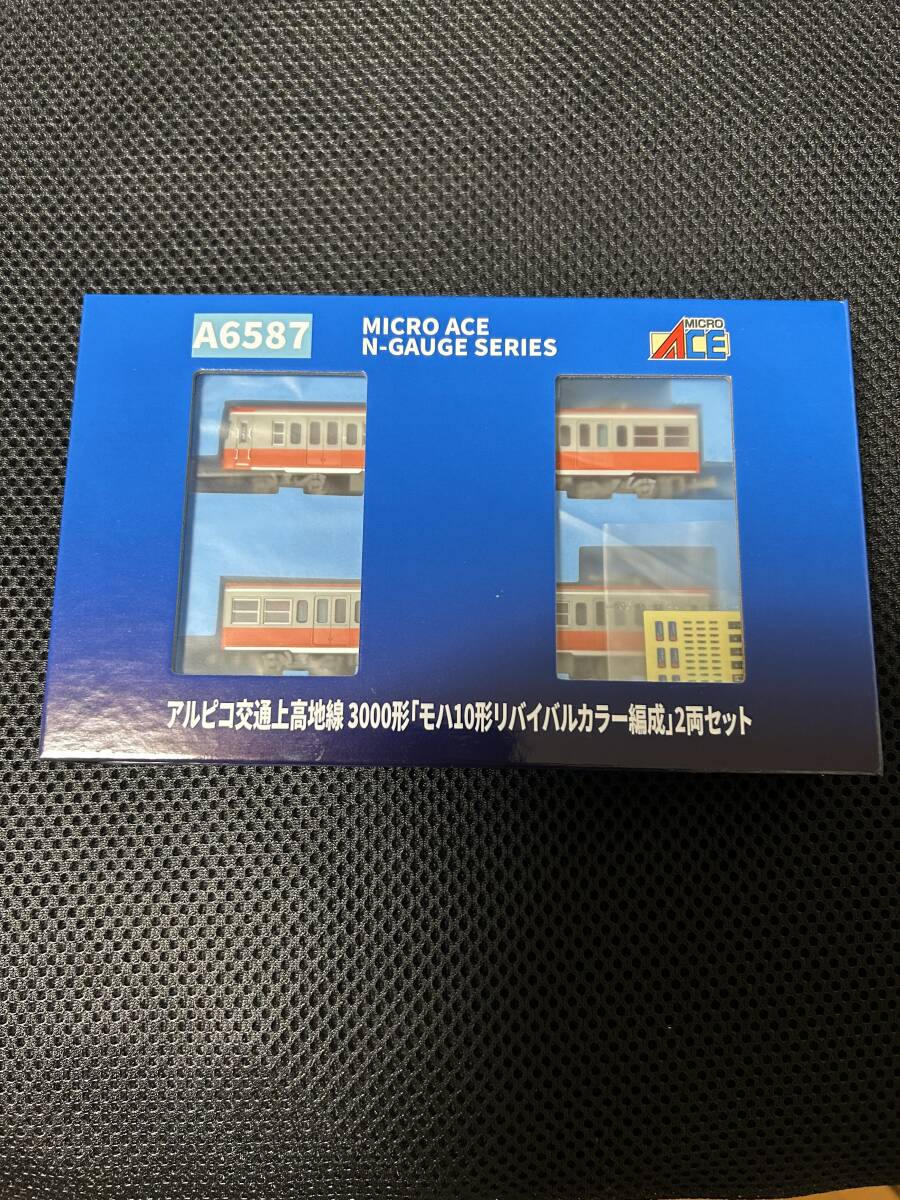 A6587
MICRO ACE
N-GAUGE SERIES
MICRO
ACE
アルピコ交通上高地線 3000形「モハ10形リバイバルカラー編成」2両セット